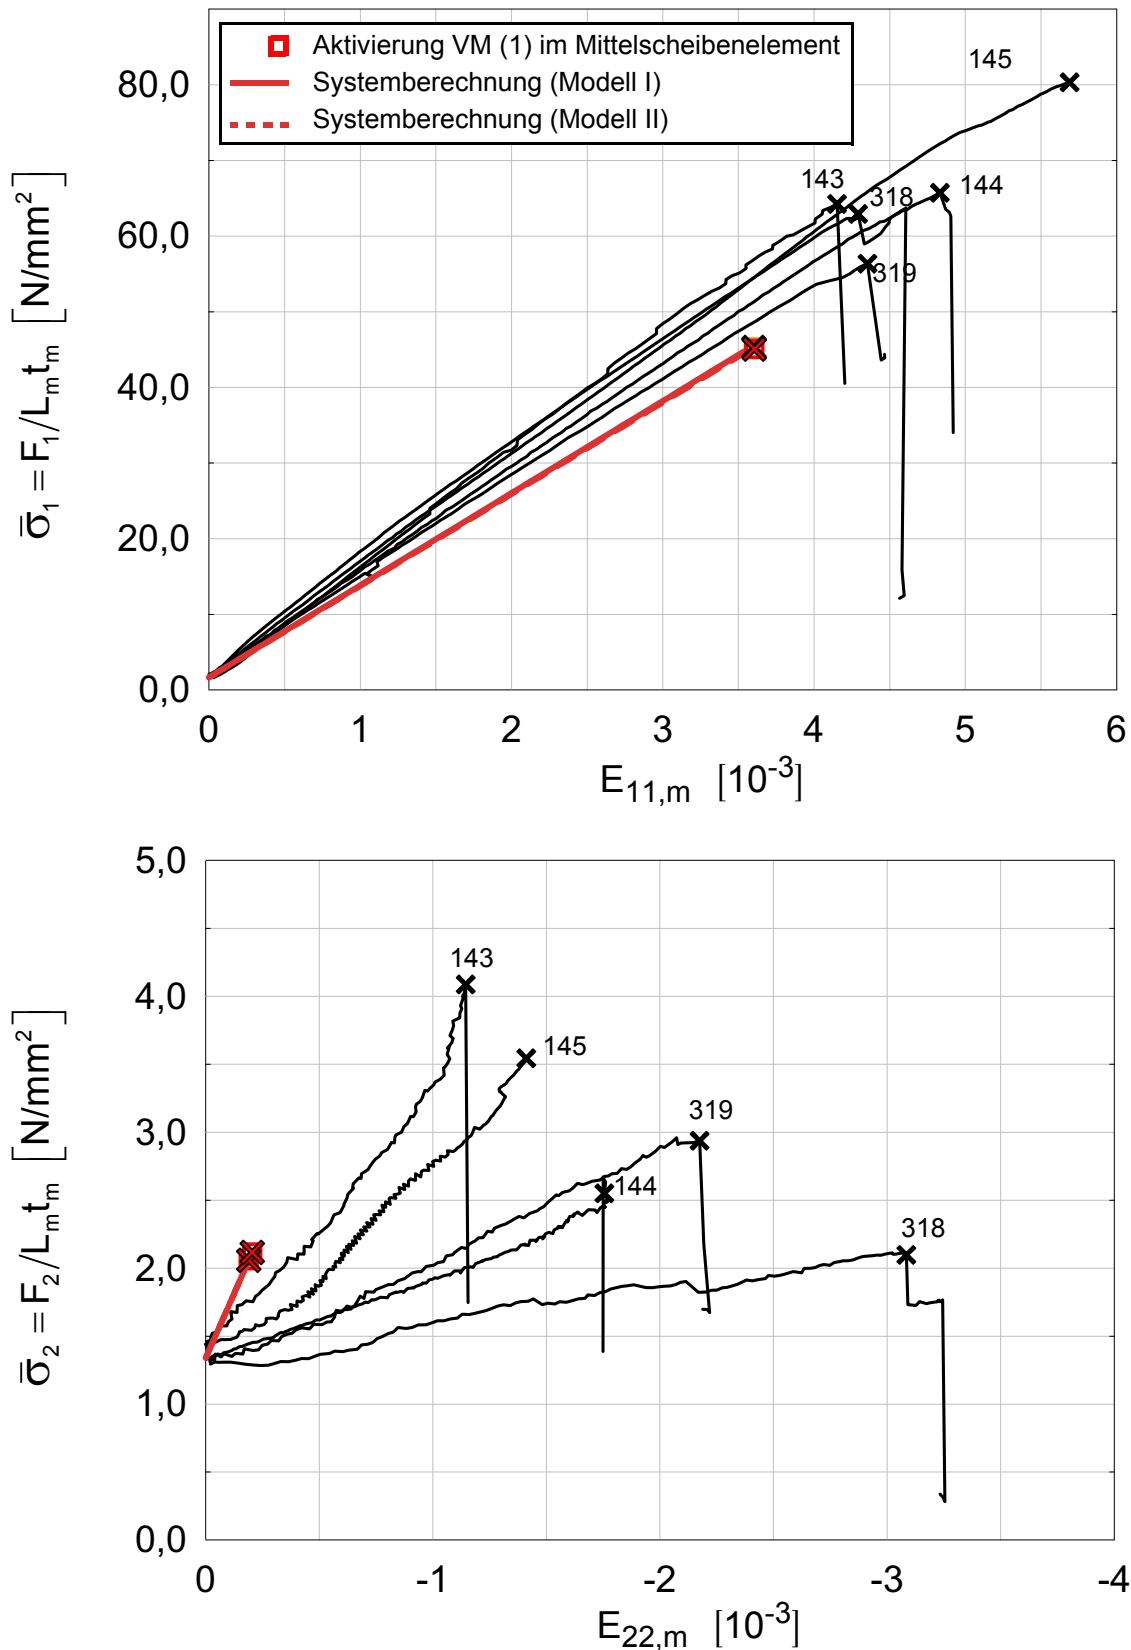 Aktivierung VM (1) im Mittelscheibenelement
Systemberechnung (Modell I)
Systemberechnung (Modell II)
145
143
318
144
319
80,0
60,0
40,0
20,0
0,0
σ̅₁ = F₁/Lₘtₘ [N/mm²]
0 1 2 3 4 5 6
E₁₁,ₘ [10⁻³]
5,0
4,0
3,0
2,0
1,0
0,0
143
145
319
144
318
σ̅₂ = F₂/Lₘtₘ [N/mm²]
0 -1 -2 -3 -4
E₂₂,ₘ [10⁻³]